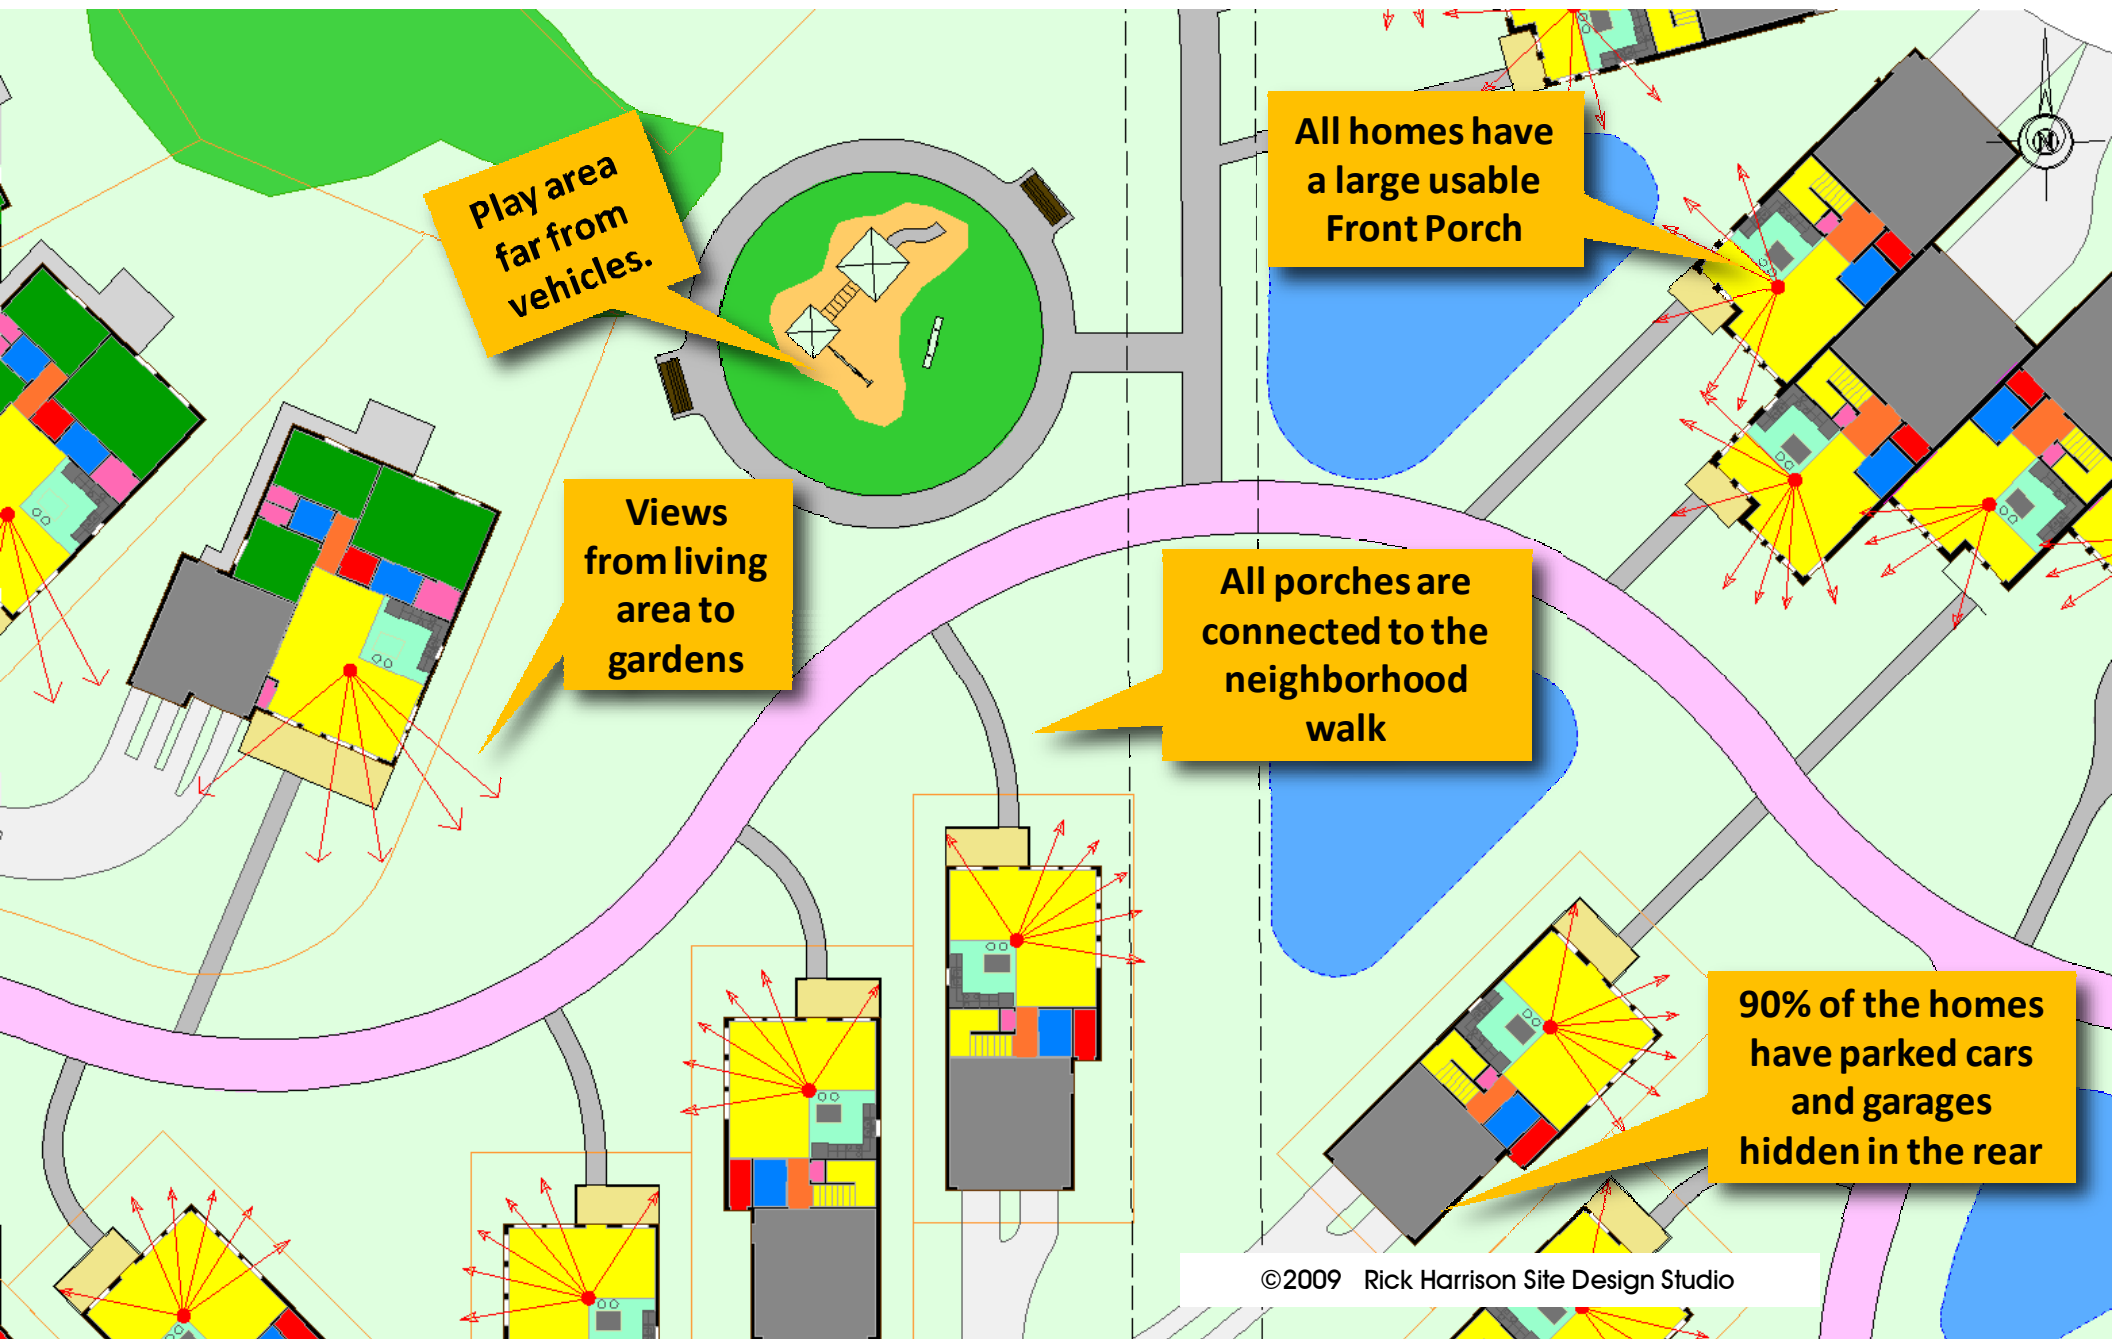 Play area
far from
vehicles.
All homes have
a large usable
Front Porch
N
Views
from living
area to
gardens
All porches are
connected to the
neighborhood
walk
90% of the homes
have parked cars
and garages
hidden in the rear
©2009 Rick Harrison Site Design Studio